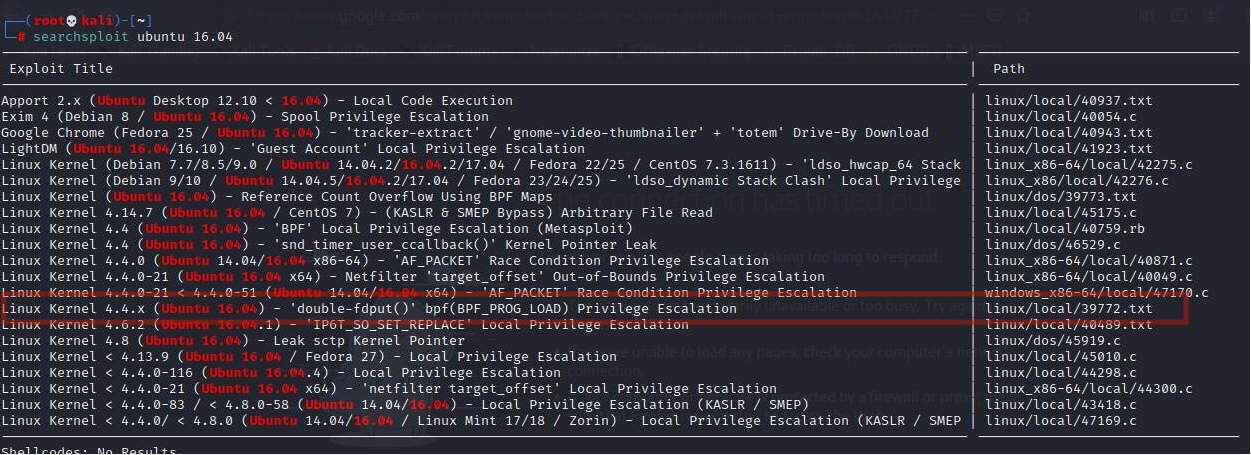 (root💀kali)-[~]
# searchsploit ubuntu 16.04
Exploit Title | Path
Apport 2.x (Ubuntu Desktop 12.10 < 16.04) - Local Code Execution | linux/local/40937.txt
Exim 4 (Debian 8 / Ubuntu 16.04) - Spool Privilege Escalation | linux/local/40054.c
Google Chrome (Fedora 25 / Ubuntu 16.04) - 'tracker-extract' / 'gnome-video-thumbnailer' + 'totem' Drive-By Download | linux/local/40943.txt
LightDM (Ubuntu 16.04/16.10) - 'Guest Account' Local Privilege Escalation | linux/local/41923.txt
Linux Kernel (Debian 7.7/8.5/9.0 / Ubuntu 14.04.2/16.04.2/17.04 / Fedora 22/25 / CentOS 7.3.1611) - 'ldso_hwcap_64 Stack | linux_x86-64/local/42275.c
Linux Kernel (Debian 9/10 / Ubuntu 14.04.5/16.04.2/17.04 / Fedora 23/24/25) - 'ldso_dynamic Stack Clash' Local Privilege | linux_x86/local/42276.c
Linux Kernel (Ubuntu 16.04) - Reference Count Overflow Using BPF Maps | linux/dos/39773.txt
Linux Kernel 4.14.7 (Ubuntu 16.04 / CentOS 7) - (KASLR & SMEP Bypass) Arbitrary File Read | linux/local/45175.c
Linux Kernel 4.4 (Ubuntu 16.04) - 'BPF' Local Privilege Escalation (Metasploit) | linux/local/40759.rb
Linux Kernel 4.4 (Ubuntu 16.04) - 'snd_timer_user_ccallback()' Kernel Pointer Leak | linux/dos/46529.c
Linux Kernel 4.4.0 (Ubuntu 14.04/16.04 x86-64) - 'AF_PACKET' Race Condition Privilege Escalation | linux_x86-64/local/40871.c
Linux Kernel 4.4.0-21 (Ubuntu 16.04 x64) - Netfilter 'target_offset' Out-of-Bounds Privilege Escalation | linux_x86-64/local/40049.c
Linux Kernel 4.4.0-21 < 4.4.0-51 (Ubuntu 14.04/16.04 x64) - 'AF_PACKET' Race Condition Privilege Escalation | windows_x86-64/local/47170.c
Linux Kernel 4.4.x (Ubuntu 16.04) - 'double-fdput()' bpf(BPF_PROG_LOAD) Privilege Escalation | linux/local/39772.txt
Linux Kernel 4.6.2 (Ubuntu 16.04.1) - 'IP6T_SO_SET_REPLACE' Local Privilege Escalation | linux/local/40489.txt
Linux Kernel 4.8 (Ubuntu 16.04) - Leak sctp Kernel Pointer | linux/dos/45919.c
Linux Kernel < 4.13.9 (Ubuntu 16.04 / Fedora 27) - Local Privilege Escalation | linux/local/45010.c
Linux Kernel < 4.4.0-116 (Ubuntu 16.04.4) - Local Privilege Escalation | linux/local/44298.c
Linux Kernel < 4.4.0-21 (Ubuntu 16.04 x64) - 'netfilter target_offset' Local Privilege Escalation | linux_x86-64/local/44300.c
Linux Kernel < 4.4.0-83 / < 4.8.0-58 (Ubuntu 14.04/16.04) - Local Privilege Escalation (KASLR / SMEP) | linux/local/43418.c
Linux Kernel < 4.4.0/ < 4.8.0 (Ubuntu 14.04/16.04 / Linux Mint 17/18 / Zorin) - Local Privilege Escalation (KASLR / SMEP | linux/local/47169.c
Shellcodes: No Results